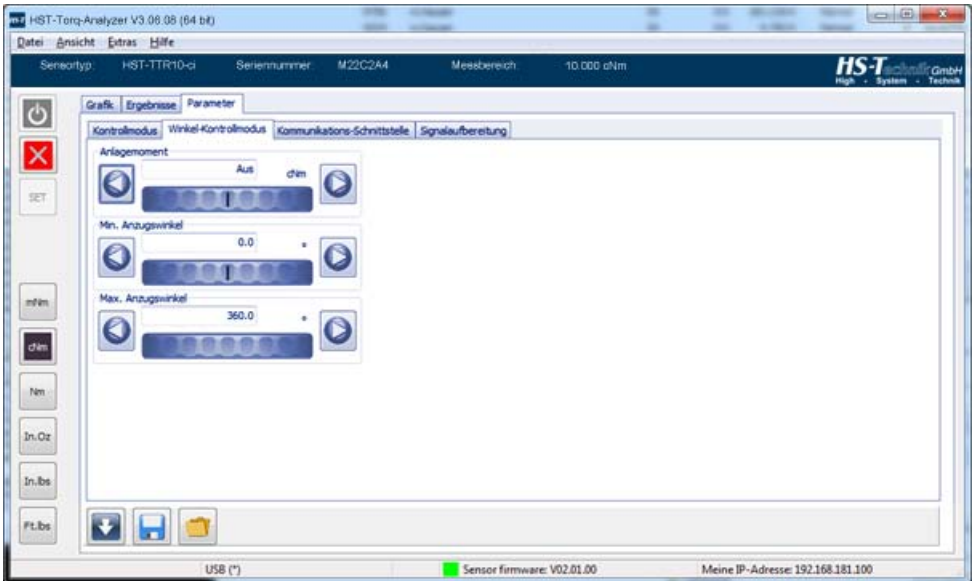 HST-Torq-Analyzer V3.06.08 (64 bit)
Datei Ansicht Extras Hilfe
Sensortyp: HST-TTR10-ci Seriennummer: M22C2A4 Messbereich: 10.000 cNm
HS-Technik GmbH
High - System - Technik
Grafik Ergebnisse Parameter
Kontrollmodus Winkel-Kontrollmodus Kommunikations-Schnittstelle Signalaufbereitung
Anlagemoment
Aus cNm
SET
Min. Anzugswinkel
0.0 °
Max. Anzugswinkel
360.0 °
mNm
cNm
Nm
In.Oz
In.lbs
Ft.lbs
USB (*) Sensor firmware: V02.01.00 Meine IP-Adresse: 192.168.181.100